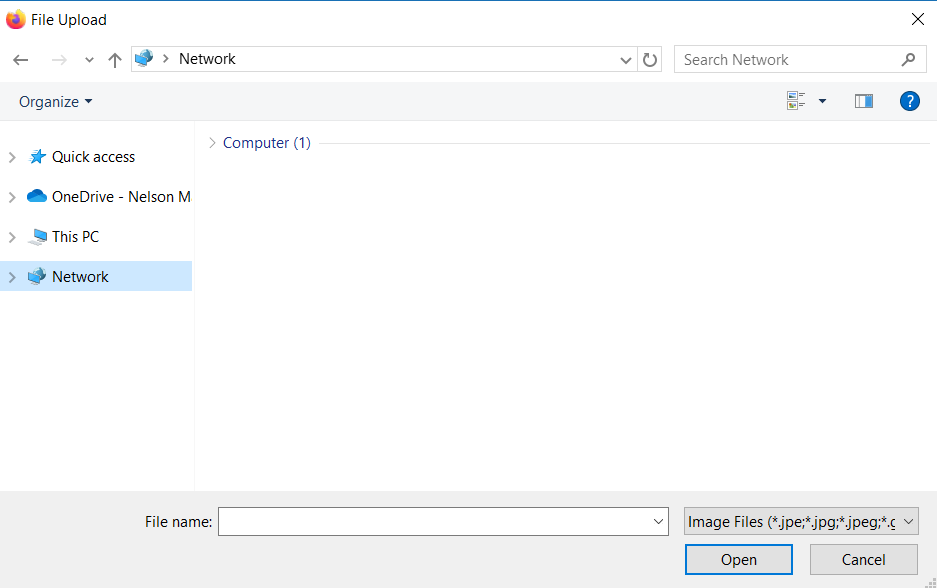 File Upload
Network
Search Network
Organize
?
Computer (1)
Quick access
OneDrive - Nelson M
This PC
Network
File name:
Image Files (*.jpe;*.jpg;*.jpeg;*.g
Open
Cancel